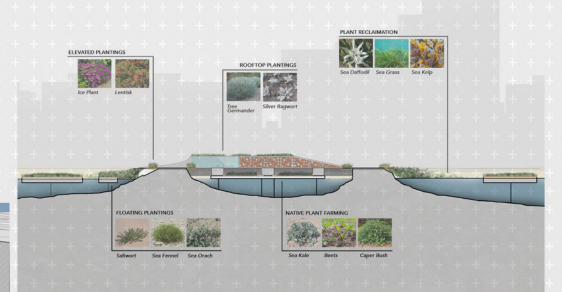 PLANT RECLAMATION
Sea Daffodil Sea Grass Sea Kelp
ELEVATED PLANTINGS
Ice Plant Lentisk
ROOFTOP PLANTINGS
Tree Germander Silver Ragwort
FLOATING PLANTINGS
Saltwort Sea Fennel Sea Orach
NATIVE PLANT FARMING
Sea Kale Beets Caper Bush